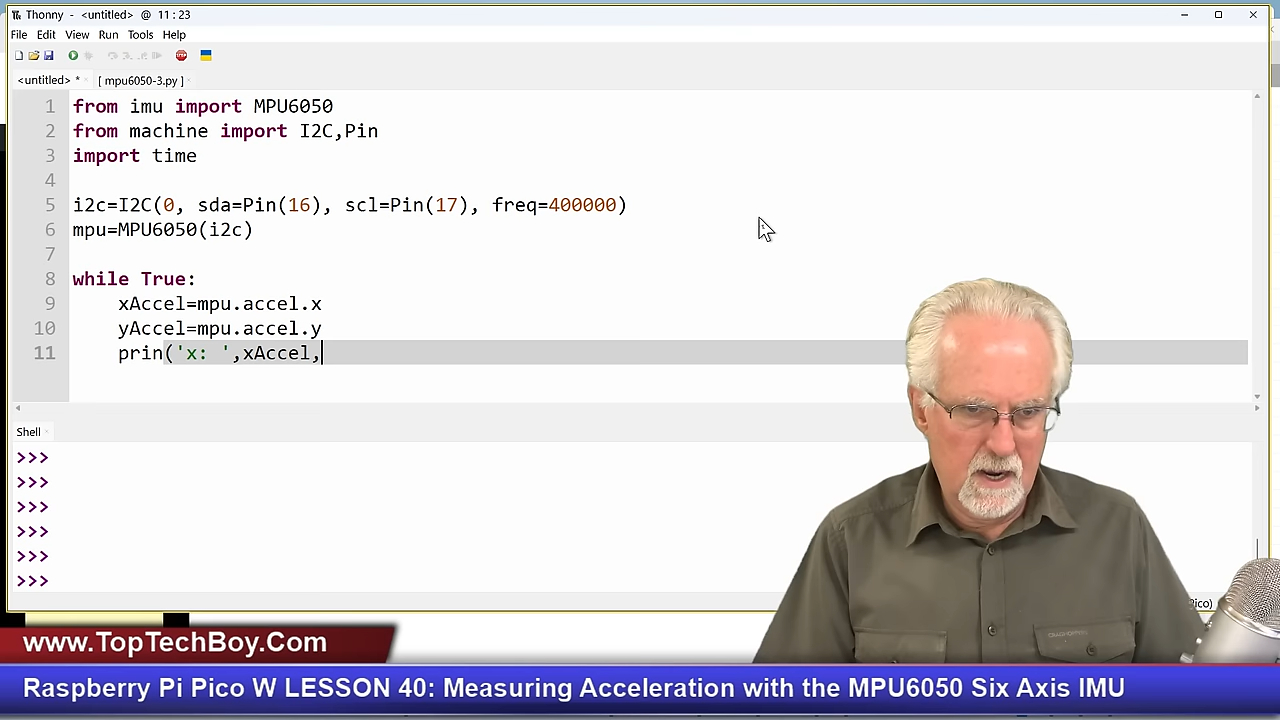 Thonny - <untitled> @ 11 : 23
File Edit View Run Tools Help
<untitled> * [ mpu6050-3.py ]
1 from imu import MPU6050
2 from machine import I2C,Pin
3 import time
4
5 i2c=I2C(0, sda=Pin(16), scl=Pin(17), freq=400000)
6 mpu=MPU6050(i2c)
7
8 while True:
9 xAccel=mpu.accel.x
10 yAccel=mpu.accel.y
11 prin('x: ',xAccel,
Shell
>>>
>>>
>>>
>>>
>>>
>>>
Pico)
www.TopTechBoy.Com
Raspberry Pi Pico W LESSON 40: Measuring Acceleration with the MPU6050 Six Axis IMU